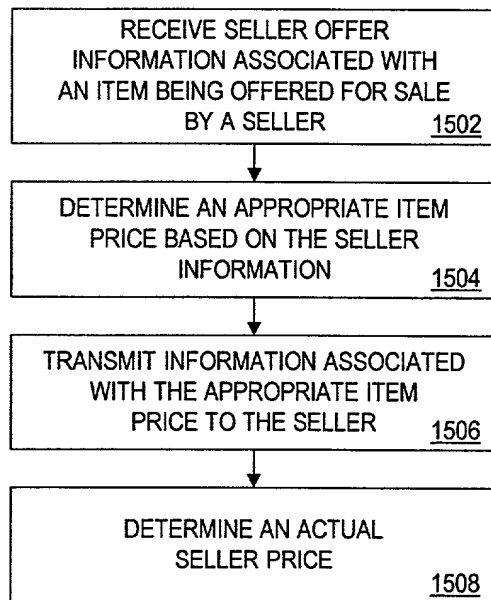 RECEIVE SELLER OFFER
INFORMATION ASSOCIATED WITH
AN ITEM BEING OFFERED FOR SALE
BY A SELLER
1502
DETERMINE AN APPROPRIATE ITEM
PRICE BASED ON THE SELLER
INFORMATION
1504
TRANSMIT INFORMATION ASSOCIATED
WITH THE APPROPRIATE ITEM
PRICE TO THE SELLER
1506
DETERMINE AN ACTUAL
SELLER PRICE
1508